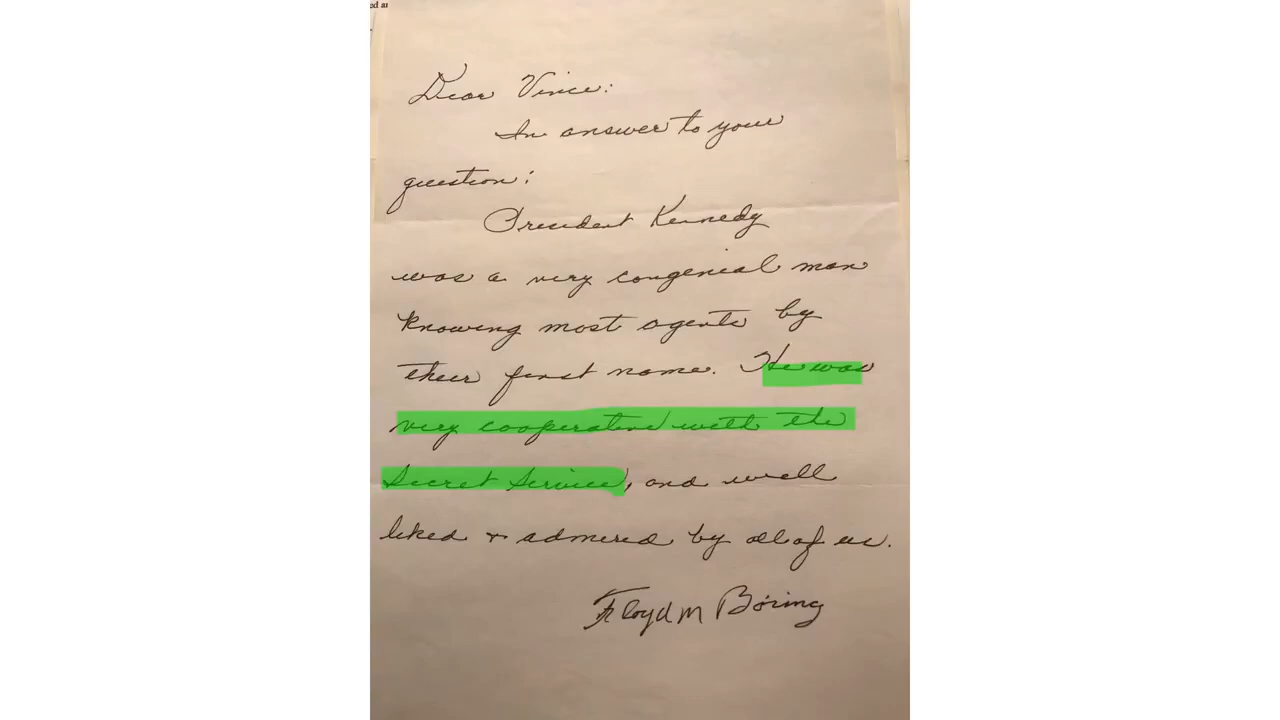 od ar
Dear Vince:
In answer to your
question:
President Kennedy
was a very congenial man
knowing most agents by
their first name. He was
very cooperative with the
Secret Service, and well
liked + admired by all of us.
Floyd M Boring